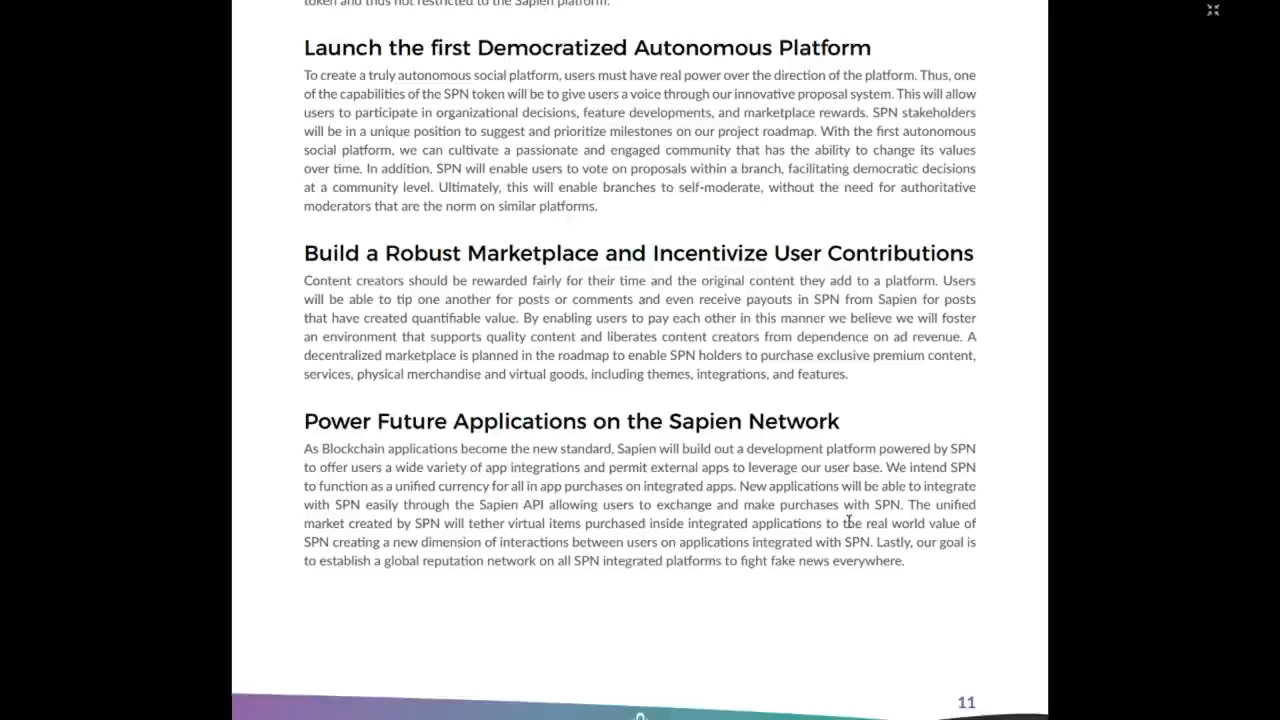 token and thus not restricted to the Sapien platform.
Launch the first Democratized Autonomous Platform
To create a truly autonomous social platform, users must have real power over the direction of the platform. Thus, one
of the capabilities of the SPN token will be to give users a voice through our innovative proposal system. This will allow
users to participate in organizational decisions, feature developments, and marketplace rewards. SPN stakeholders
will be in a unique position to suggest and prioritize milestones on our project roadmap. With the first autonomous
social platform, we can cultivate a passionate and engaged community that has the ability to change its values
over time. In addition, SPN will enable users to vote on proposals within a branch, facilitating democratic decisions
at a community level. Ultimately, this will enable branches to self-moderate, without the need for authoritative
moderators that are the norm on similar platforms.
Build a Robust Marketplace and Incentivize User Contributions
Content creators should be rewarded fairly for their time and the original content they add to a platform. Users
will be able to tip one another for posts or comments and even receive payouts in SPN from Sapien for posts
that have created quantifiable value. By enabling users to pay each other in this manner we believe we will foster
an environment that supports quality content and liberates content creators from dependence on ad revenue. A
decentralized marketplace is planned in the roadmap to enable SPN holders to purchase exclusive premium content,
services, physical merchandise and virtual goods, including themes, integrations, and features.
Power Future Applications on the Sapien Network
As Blockchain applications become the new standard, Sapien will build out a development platform powered by SPN
to offer users a wide variety of app integrations and permit external apps to leverage our user base. We intend SPN
to function as a unified currency for all in app purchases on integrated apps. New applications will be able to integrate
with SPN easily through the Sapien API allowing users to exchange and make purchases with SPN. The unified
market created by SPN will tether virtual items purchased inside integrated applications to the real world value of
SPN creating a new dimension of interactions between users on applications integrated with SPN. Lastly, our goal is
to establish a global reputation network on all SPN integrated platforms to fight fake news everywhere.
11